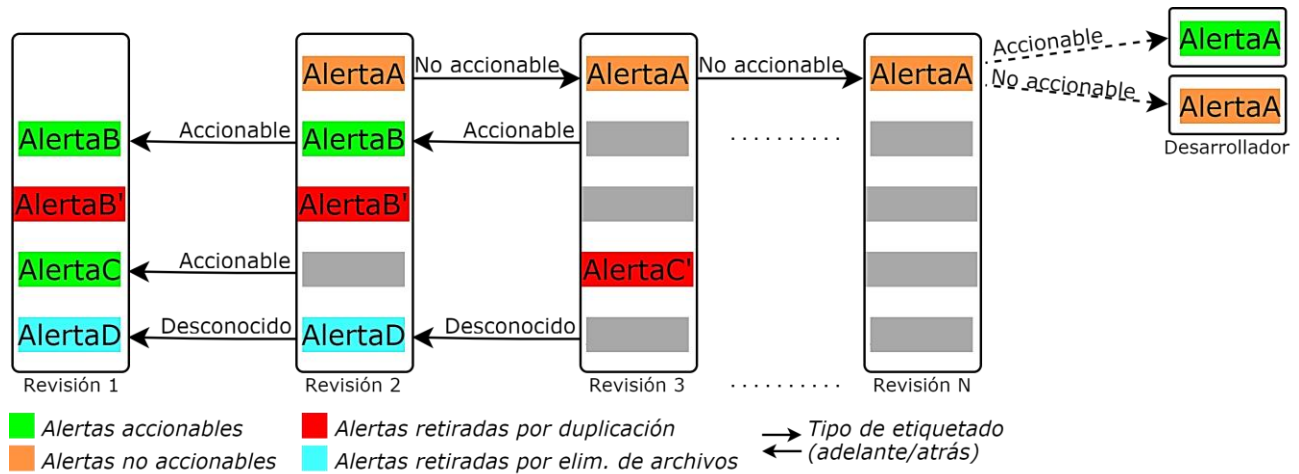 Accionable
AlertaA
AlertaA
No accionable
AlertaA
No accionable
AlertaA
No accionable
AlertaA
Desarrollador
AlertaB
Accionable
AlertaB
Accionable
. . . . . . . . . .
AlertaB'
AlertaB'
AlertaC
Accionable
AlertaC'
AlertaD
Desconocido
AlertaD
Desconocido
Revisión 1
Revisión 2
Revisión 3
. . . . . . . . . .
Revisión N
Alertas accionables
Alertas retiradas por duplicación
Tipo de etiquetado
(adelante/atrás)
Alertas no accionables
Alertas retiradas por elim. de archivos